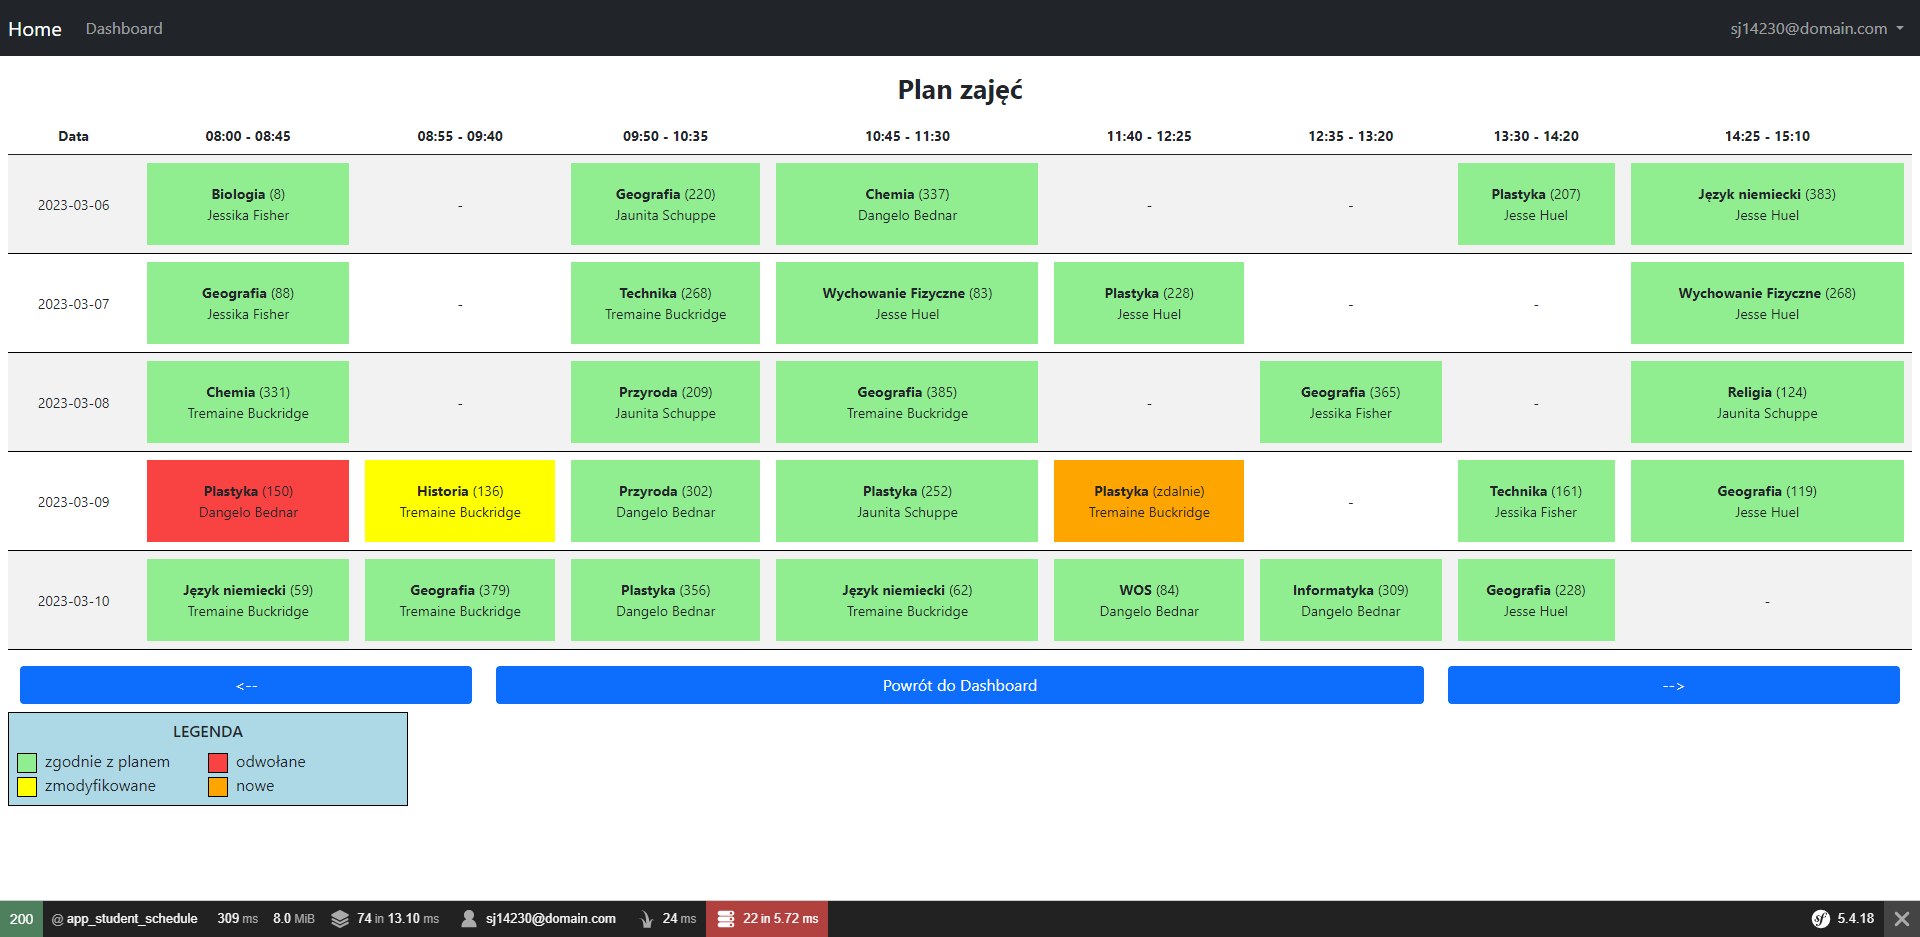 Home Dashboard sj14230@domain.com
Plan zajęć
Data 08:00 - 08:45 08:55 - 09:40 09:50 - 10:35 10:45 - 11:30 11:40 - 12:25 12:35 - 13:20 13:30 - 14:20 14:25 - 15:10
Biologia (8) Geografia (220) Chemia (337) Plastyka (207) Język niemiecki (383)
2023-03-06 - - -
Jessika Fisher Jaunita Schuppe Dangelo Bednar Jesse Huel Jesse Huel
Geografia (88) Technika (268) Wychowanie Fizyczne (83) Plastyka (228) Wychowanie Fizyczne (268)
2023-03-07 - - -
Jessika Fisher Tremaine Buckridge Jesse Huel Jesse Huel Jesse Huel
Chemia (331) Przyroda (209) Geografia (385) Geografia (365) Religia (124)
2023-03-08 - - -
Tremaine Buckridge Jaunita Schuppe Tremaine Buckridge Jessika Fisher Jaunita Schuppe
Plastyka (150) Historia (136) Przyroda (302) Plastyka (252) Plastyka (zdalnie) Technika (161) Geografia (119)
2023-03-09 -
Dangelo Bednar Tremaine Buckridge Dangelo Bednar Jaunita Schuppe Tremaine Buckridge Jessika Fisher Jesse Huel
Język niemiecki (59) Geografia (379) Plastyka (356) Język niemiecki (62) WOS (84) Informatyka (309) Geografia (228)
2023-03-10 -
Tremaine Buckridge Tremaine Buckridge Dangelo Bednar Tremaine Buckridge Dangelo Bednar Dangelo Bednar Jesse Huel
<-- Powrót do Dashboard -->
LEGENDA
zgodnie z planem odwołane
zmodyfikowane nowe
200 @ app_student_schedule 309 ms 8.0 MiB 74 in 13.10 ms sj14230@domain.com 24 ms 22 in 5.72 ms sf 5.4.18